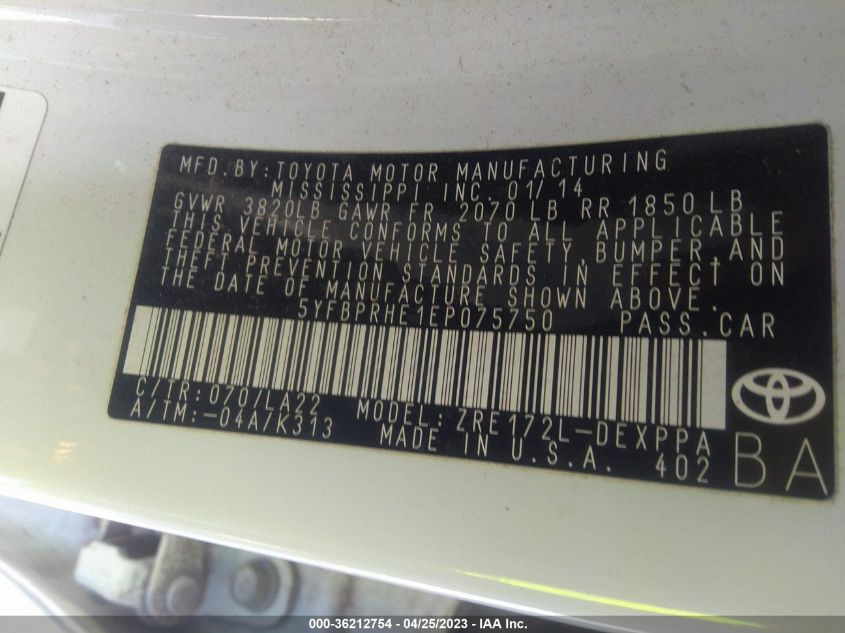 MFD.BY:TOYOTA MOTOR MANUFACTURING
MISSISSIPPI INC. 01/14
GVWR 3820LB GAWR FR 2070 LB RR 1850 LB
THIS VEHICLE CONFORMS TO ALL APPLICABLE
FEDERAL MOTOR VEHICLE SAFETY,BUMPER,AND
THEFT PREVENTION STANDARDS IN EFFECT ON
THE DATE OF MANUFACTURE SHOWN ABOVE.
5YFBPRHE1EP075750 PASS.CAR
C/TR:070/LA22 MODEL:ZRE172L-DEXPPA
A/TM:-04A/K313 MADE IN U.S.A. 402
BA
000-36212754 - 04/25/2023 - IAA Inc.